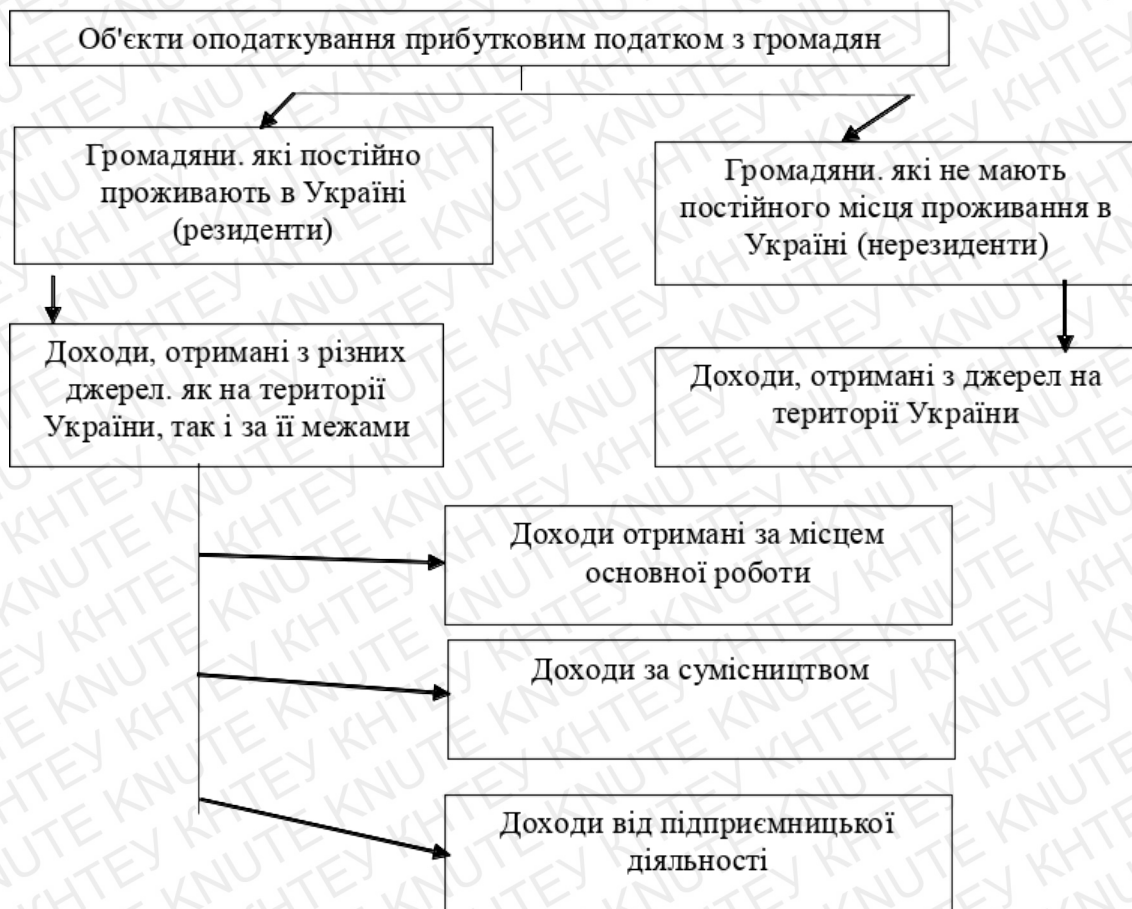 Об'єкти оподаткування прибутковим податком з громадян
Громадяни. які постійно
проживають в Україні
(резиденти)
Громадяни. які не мають
постійного місця проживання в
Україні (нерезиденти)
Доходи, отримані з різних
джерел. як на території
України, так і за її межами
Доходи, отримані з джерел на
території України
Доходи отримані за місцем
основної роботи
Доходи за сумісництвом
Доходи від підприємницької
діяльності